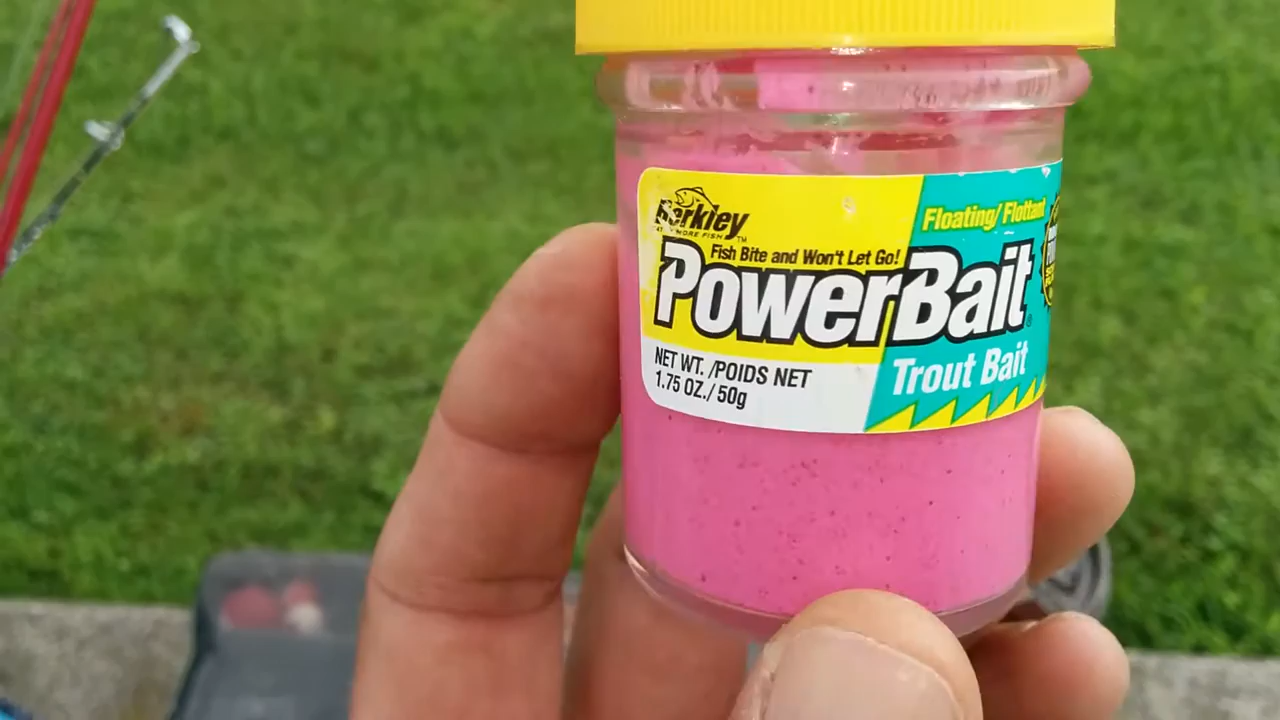 Berkley
Fish Bite and Won't Let Go!
PowerBait
NET WT. /POIDS NET
1.75 OZ./ 50g
Floating/ Flottant
Trout Bait